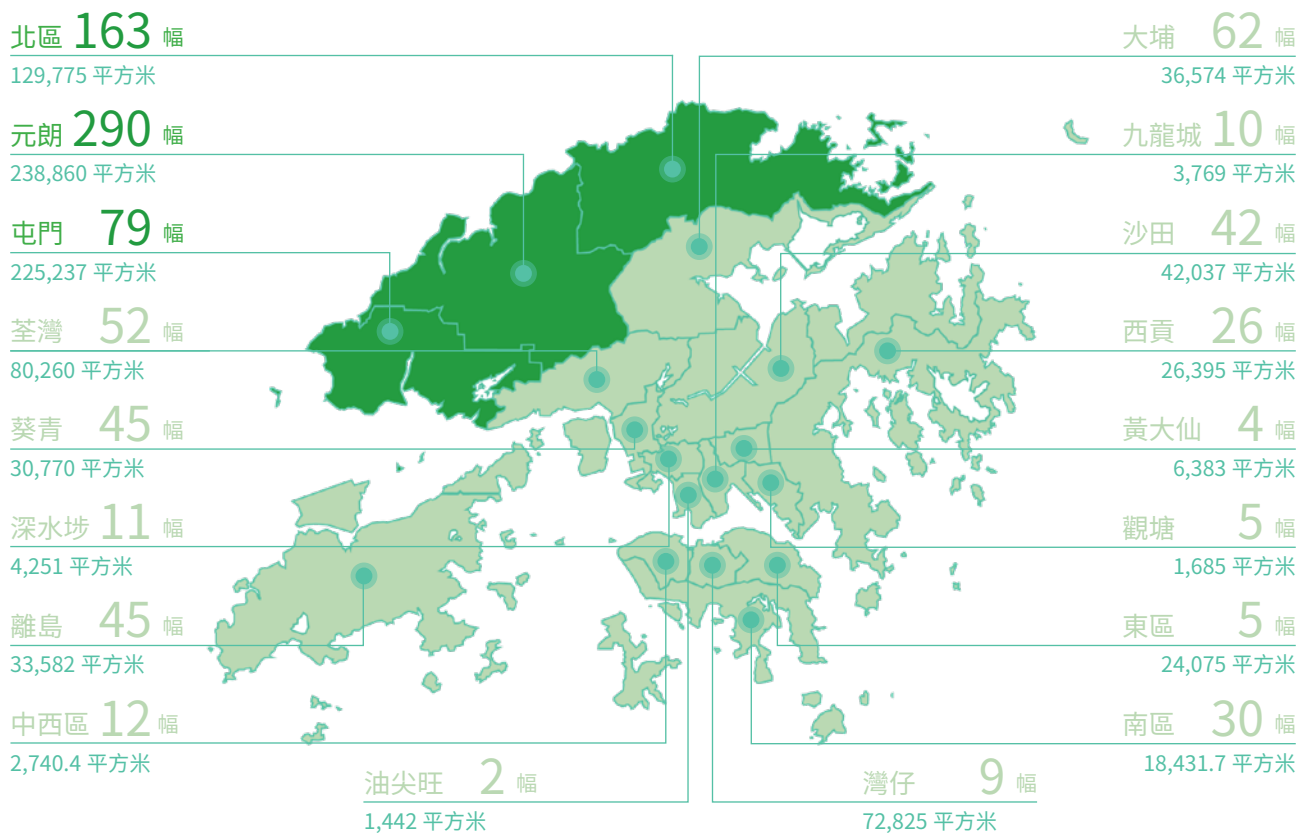 北區 163 幅
129,775 平方米
元朗 290 幅
238,860 平方米
屯門 79 幅
225,237 平方米
荃灣 52 幅
80,260 平方米
葵青 45 幅
30,770 平方米
深水埗 11 幅
4,251 平方米
離島 45 幅
33,582 平方米
中西區 12 幅
2,740.4 平方米
油尖旺 2 幅
1,442 平方米
大埔 62 幅
36,574 平方米
九龍城 10 幅
3,769 平方米
沙田 42 幅
42,037 平方米
西貢 26 幅
26,395 平方米
黃大仙 4 幅
6,383 平方米
觀塘 5 幅
1,685 平方米
東區 5 幅
24,075 平方米
南區 30 幅
18,431.7 平方米
灣仔 9 幅
72,825 平方米